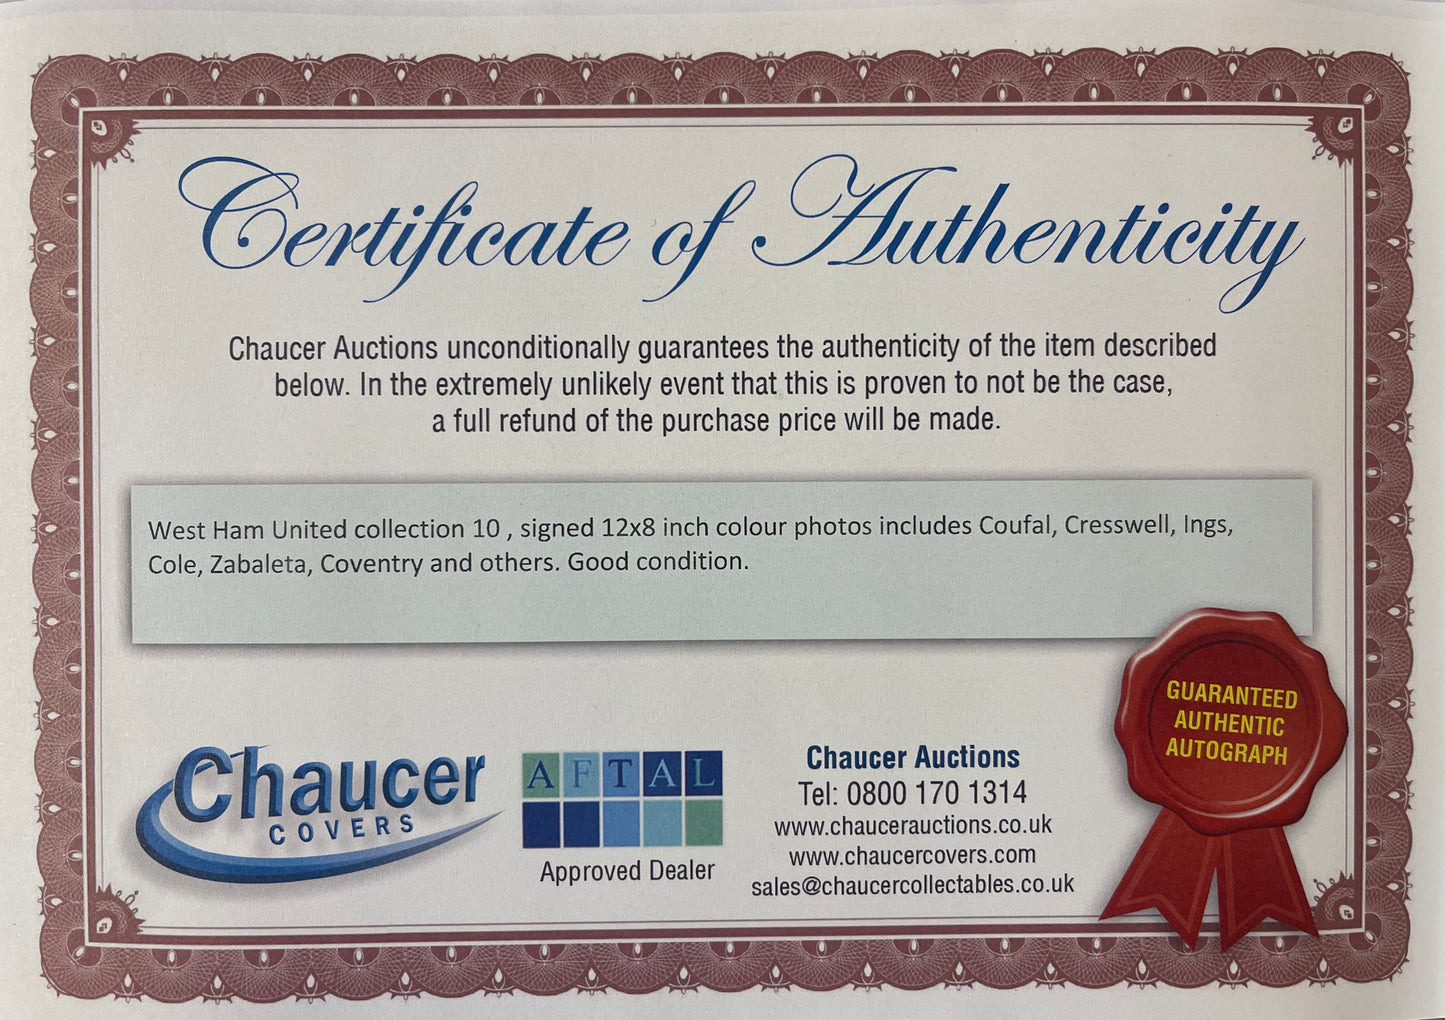 Certificate of Authenticity
Chaucer Auctions unconditionally guarantees the authenticity of the item described
below. In the extremely unlikely event that this is proven to not be the case,
a full refund of the purchase price will be made.
West Ham United collection 10 , signed 12x8 inch colour photos includes Coufal, Cresswell, Ings,
Cole, Zabaleta, Coventry and others. Good condition.
GUARANTEED
AUTHENTIC
AUTOGRAPH
Chaucer
COVERS
AFTAL
Approved Dealer
Chaucer Auctions
Tel: 0800 170 1314
www.chaucerauctions.co.uk
www.chaucercovers.com
sales@chaucercollectables.co.uk